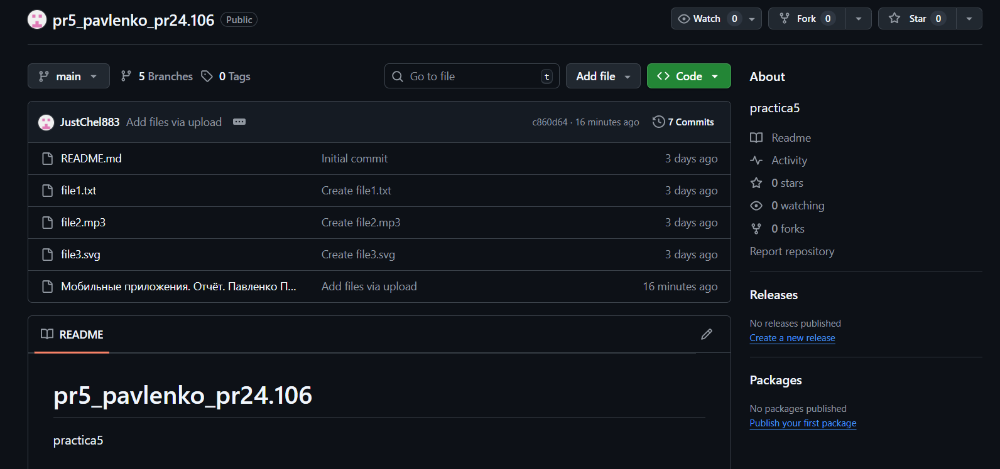 pr5_pavlenko_pr24.106 Public
Watch 0 Fork 0 Star 0
main 5 Branches 0 Tags
Go to file t Add file Code
JustChel883 Add files via upload c860d64 · 16 minutes ago 7 Commits
README.md Initial commit 3 days ago
file1.txt Create file1.txt 3 days ago
file2.mp3 Create file2.mp3 3 days ago
file3.svg Create file3.svg 3 days ago
Мобильные приложения. Отчёт. Павленко П... Add files via upload 16 minutes ago
README
pr5_pavlenko_pr24.106
practica5
About
practica5
Readme
Activity
0 stars
0 watching
0 forks
Report repository
Releases
No releases published
Create a new release
Packages
No packages published
Publish your first package